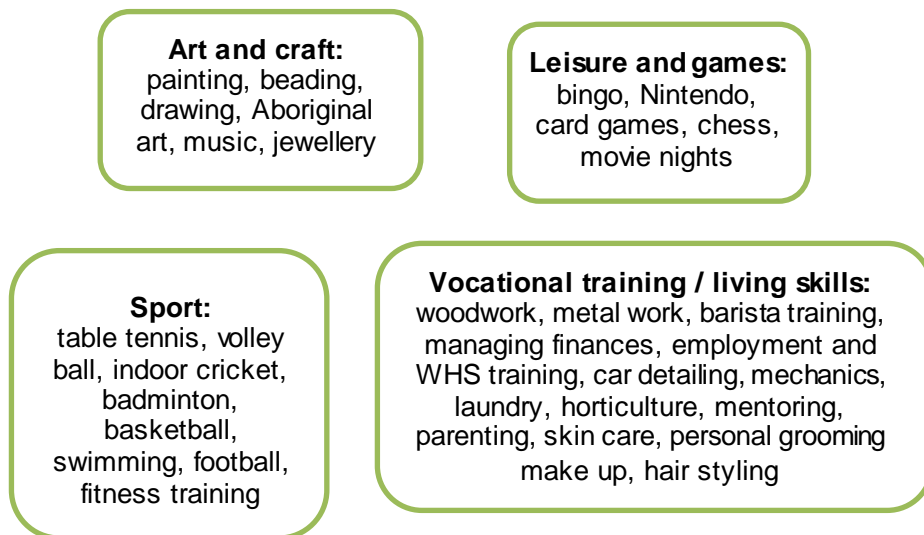 Art and craft:
painting, beading,
drawing, Aboriginal
art, music, jewellery
Leisure and games:
bingo, Nintendo,
card games, chess,
movie nights
Sport:
table tennis, volley
ball, indoor cricket,
badminton,
basketball,
swimming, football,
fitness training
Vocational training / living skills:
woodwork, metal work, barista training,
managing finances, employment and
WHS training, car detailing, mechanics,
laundry, horticulture, mentoring,
parenting, skin care, personal grooming
make up, hair styling